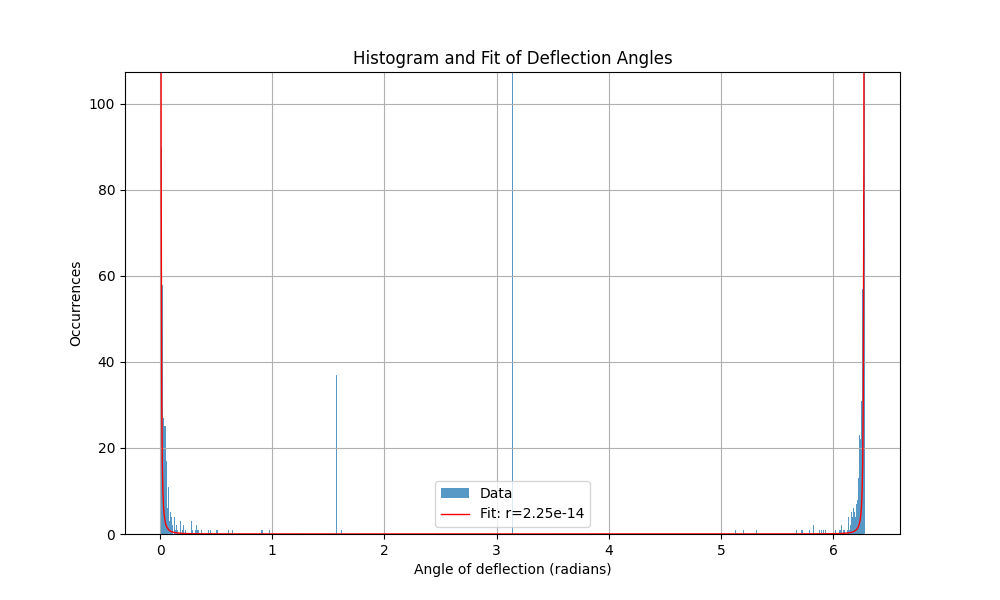 Histogram and Fit of Deflection Angles
100
80
60
40
20
0
Occurrences
Data
Fit: r=2.25e-14
0 1 2 3 4 5 6
Angle of deflection (radians)